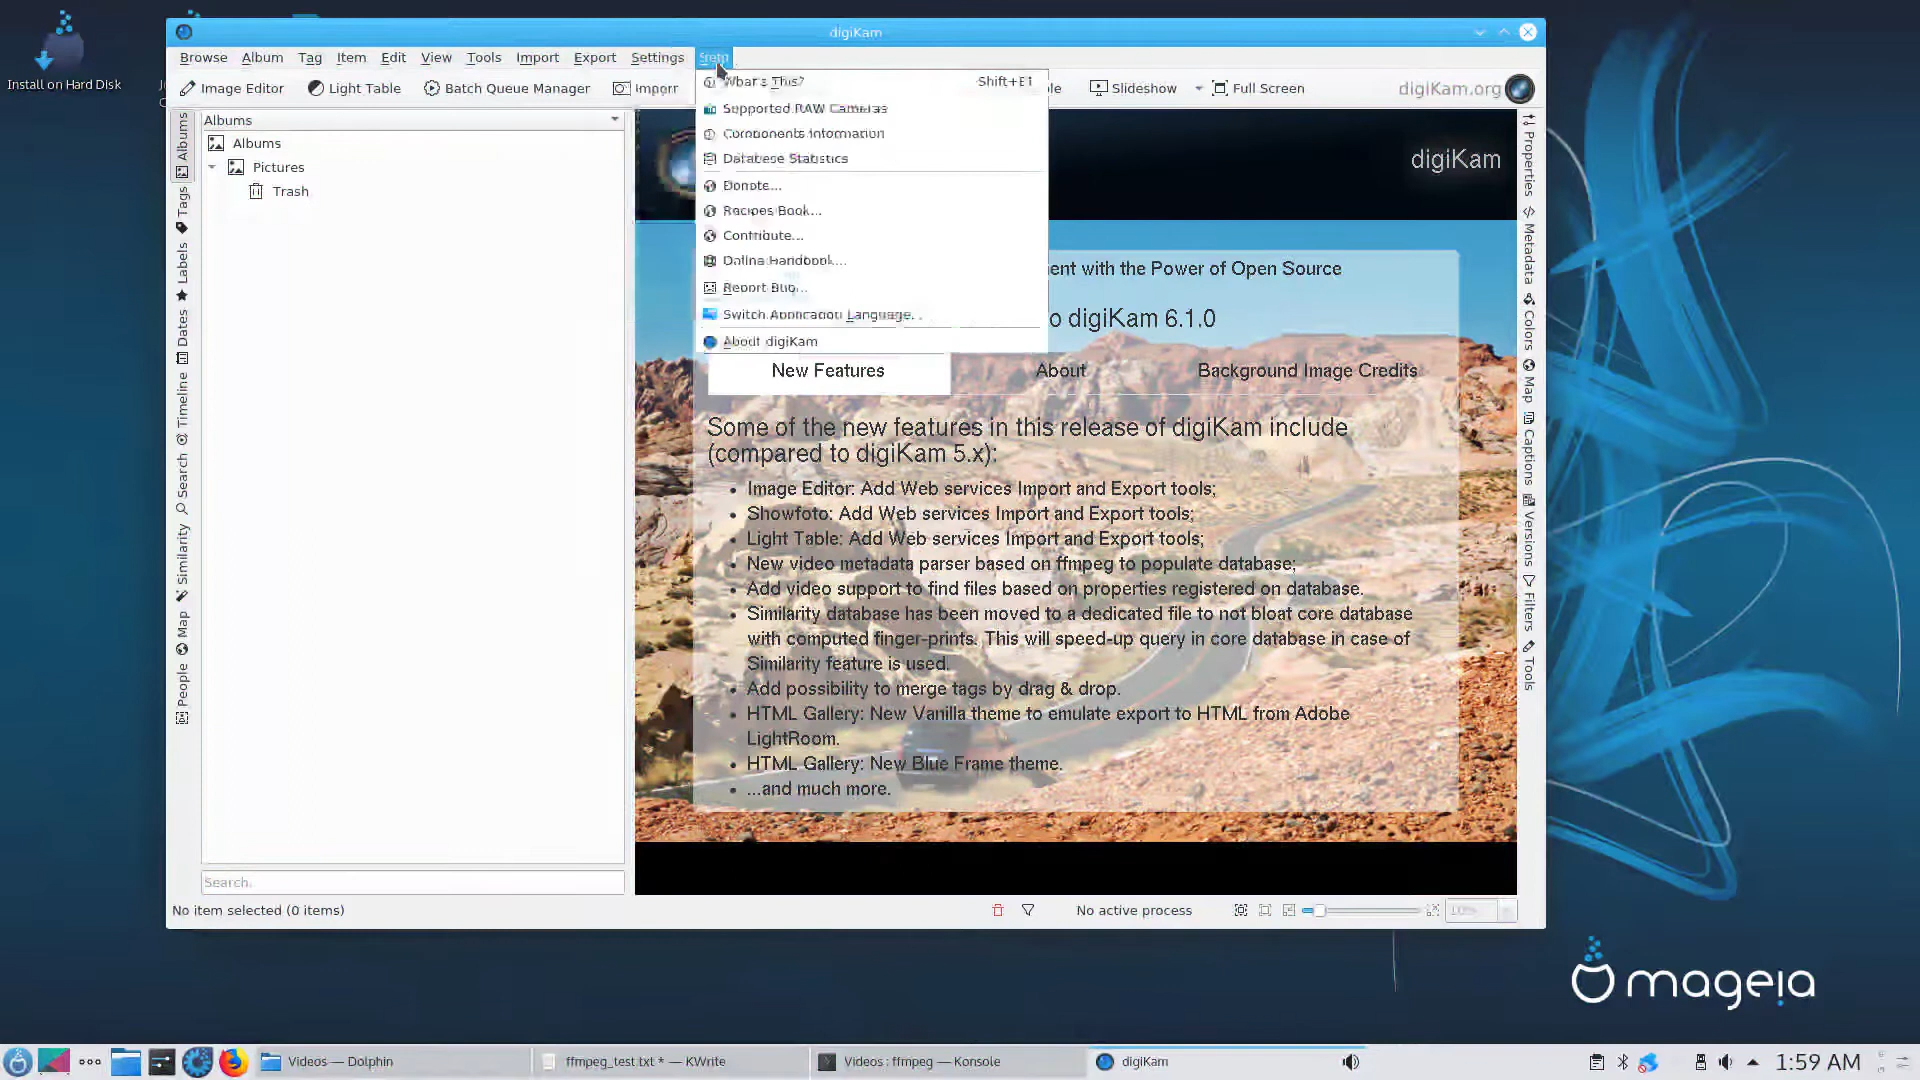 Install on Hard Disk
digiKam
Browse Album Tag Item Edit View Tools Import Export Settings
Image Editor Light Table Batch Queue Manager Import Slideshow Full Screen digiKam.org
What's This? Shift+F1
Supported RAW Cameras
Components Information
Database Statistics
Donate...
Recipes Book...
Contribute...
Online Handbook...
Report Bug...
Switch Application Language...
About digiKam
Albums
Albums
Pictures
Trash
Albums
Tags
Labels
Dates
Timeline
Search
Similarity
Map
People
digiKam
ent with the Power of Open Source
o digiKam 6.1.0
New Features About Background Image Credits
Some of the new features in this release of digiKam include
(compared to digiKam 5.x):
• Image Editor: Add Web services Import and Export tools;
• Showfoto: Add Web services Import and Export tools;
• Light Table: Add Web services Import and Export tools;
• New video metadata parser based on ffmpeg to populate database;
• Add video support to find files based on properties registered on database.
• Similarity database has been moved to a dedicated file to not bloat core database
with computed finger-prints. This will speed-up query in core database in case of
Similarity feature is used.
• Add possibility to merge tags by drag & drop.
• HTML Gallery: New Vanilla theme to emulate export to HTML from Adobe
LightRoom.
• HTML Gallery: New Blue Frame theme.
• ...and much more.
Properties
Metadata
Colors
Map
Captions
Versions
Filters
Tools
Search.
No item selected (0 items) No active process
mageia
Videos — Dolphin ffmpeg_test.txt * — KWrite Videos : ffmpeg — Konsole digiKam 1:59 AM